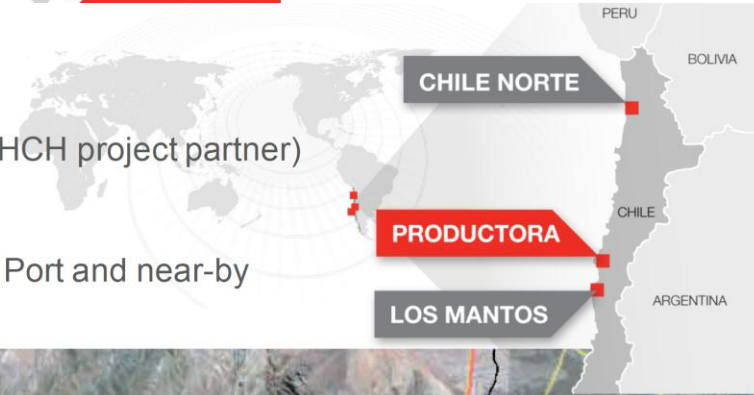 PERU
BOLIVIA
CHILE NORTE
HCH project partner)
CHILE
PRODUCTORA
Port and near-by
ARGENTINA
LOS MANTOS